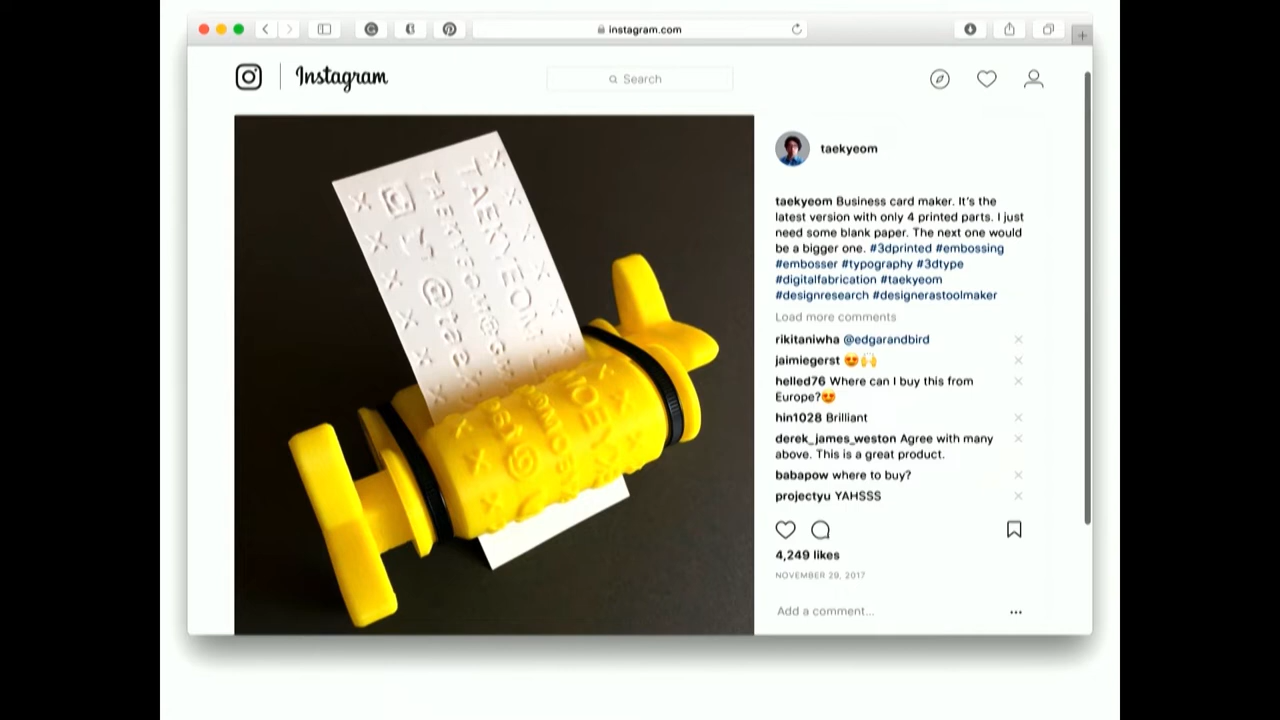 instagram.com
Instagram
Search
taekyeom
taekyeom Business card maker. It's the
latest version with only 4 printed parts. I just
need some blank paper. The next one would
be a bigger one. #3dprinted #embossing
#embosser #typography #3dtype
#digitalfabrication #taekyeom
#designresearch #designerastoolmaker
Load more comments
rikitaniwha @edgarandbird
jaimiegerst 😍🙌
helled76 Where can I buy this from
Europe?😍
hin1028 Brilliant
derek_james_weston Agree with many
above. This is a great product.
babapow where to buy?
projectyu YAHSSS
4,249 likes
NOVEMBER 29, 2017
Add a comment...
TAEKYEOM